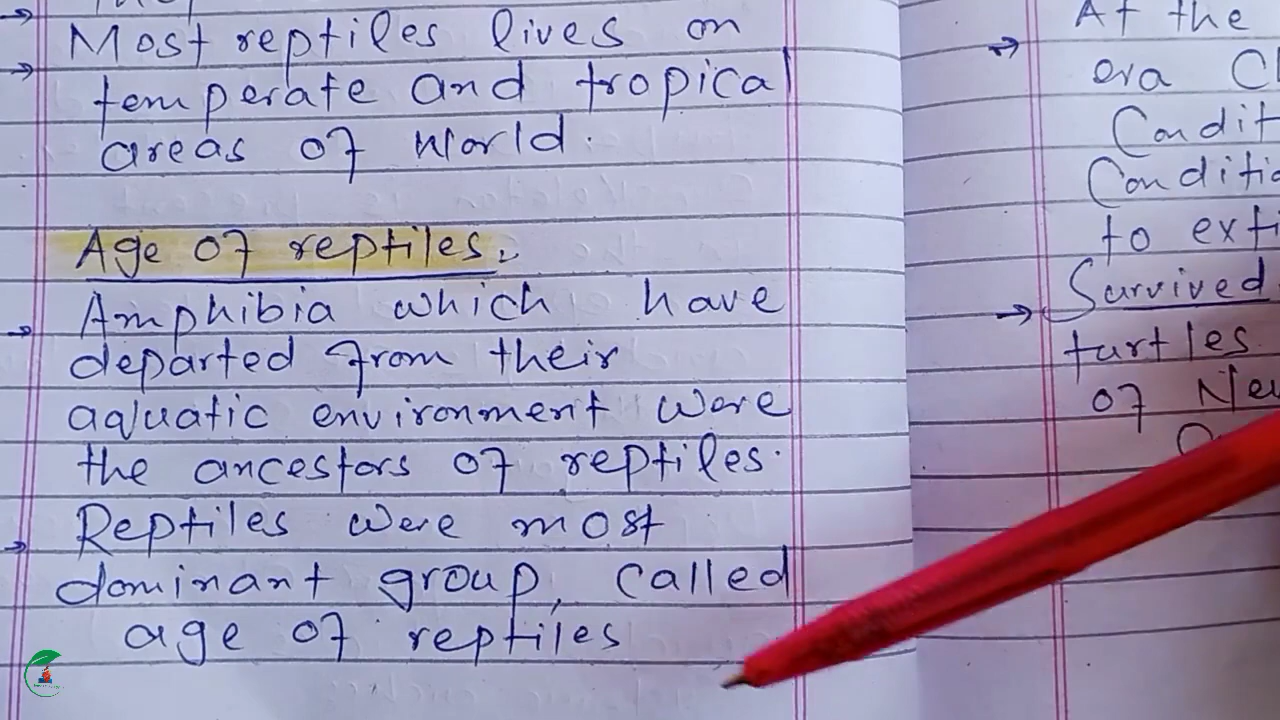 → Most reptiles lives on
→ temperate and tropical
areas of world.
Age of reptiles.
→ Amphibia which have
departed from their
aquatic environment were
the ancestors of reptiles.
→ Reptiles were most
dominant group, called
age of reptiles
At the
→ era
Condit
Conditio
to exti
→ Survived
turtles
of New